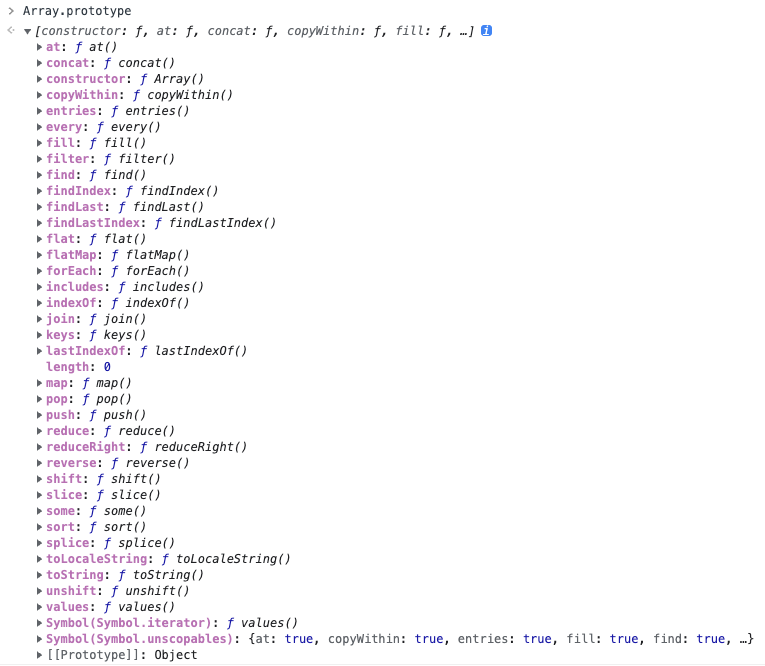 > Array.prototype
[constructor: ƒ, at: ƒ, concat: ƒ, copyWithin: ƒ, fill: ƒ, …] i
at: ƒ at()
concat: ƒ concat()
constructor: ƒ Array()
copyWithin: ƒ copyWithin()
entries: ƒ entries()
every: ƒ every()
fill: ƒ fill()
filter: ƒ filter()
find: ƒ find()
findIndex: ƒ findIndex()
findLast: ƒ findLast()
findLastIndex: ƒ findLastIndex()
flat: ƒ flat()
flatMap: ƒ flatMap()
forEach: ƒ forEach()
includes: ƒ includes()
indexOf: ƒ indexOf()
join: ƒ join()
keys: ƒ keys()
lastIndexOf: ƒ lastIndexOf()
length: 0
map: ƒ map()
pop: ƒ pop()
push: ƒ push()
reduce: ƒ reduce()
reduceRight: ƒ reduceRight()
reverse: ƒ reverse()
shift: ƒ shift()
slice: ƒ slice()
some: ƒ some()
sort: ƒ sort()
splice: ƒ splice()
toLocaleString: ƒ toLocaleString()
toString: ƒ toString()
unshift: ƒ unshift()
values: ƒ values()
Symbol(Symbol.iterator): ƒ values()
Symbol(Symbol.unscopables): {at: true, copyWithin: true, entries: true, fill: true, find: true, …}
[[Prototype]]: Object